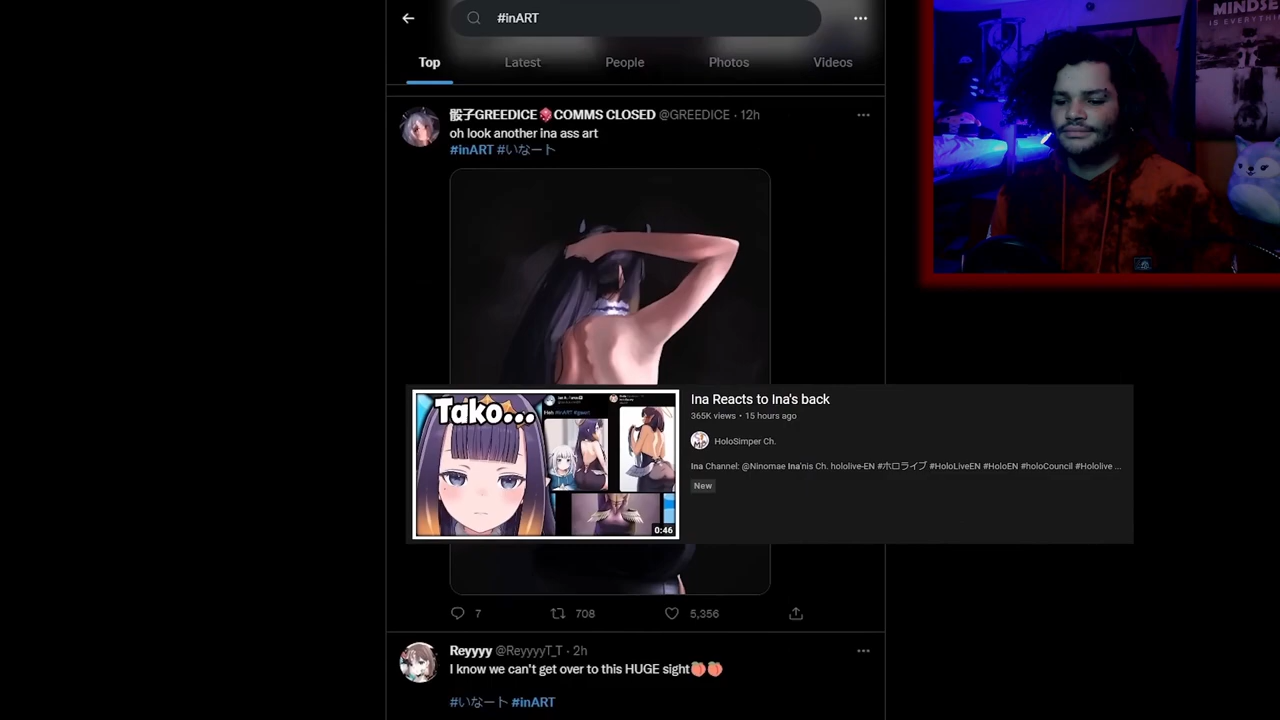 #inART
Top
Latest
People
Photos
Videos
骰子GREEDICE COMMS CLOSED @GREEDICE · 12h
oh look another ina ass art
#inART #いなート
Tako...
0:46
Ina Reacts to Ina's back
365K views • 15 hours ago
HoloSimper Ch.
Ina Channel: @Ninomae Ina'nis Ch. hololive-EN #ホロライブ #HoloLiveEN #HoloEN #holoCouncil #Hololive ...
New
7
708
5,356
Reyyyy @ReyyyyT_T · 2h
I know we can't get over to this HUGE sight🍑🍑
#いなート #inART
MINDSE
IS EVERYTHIN